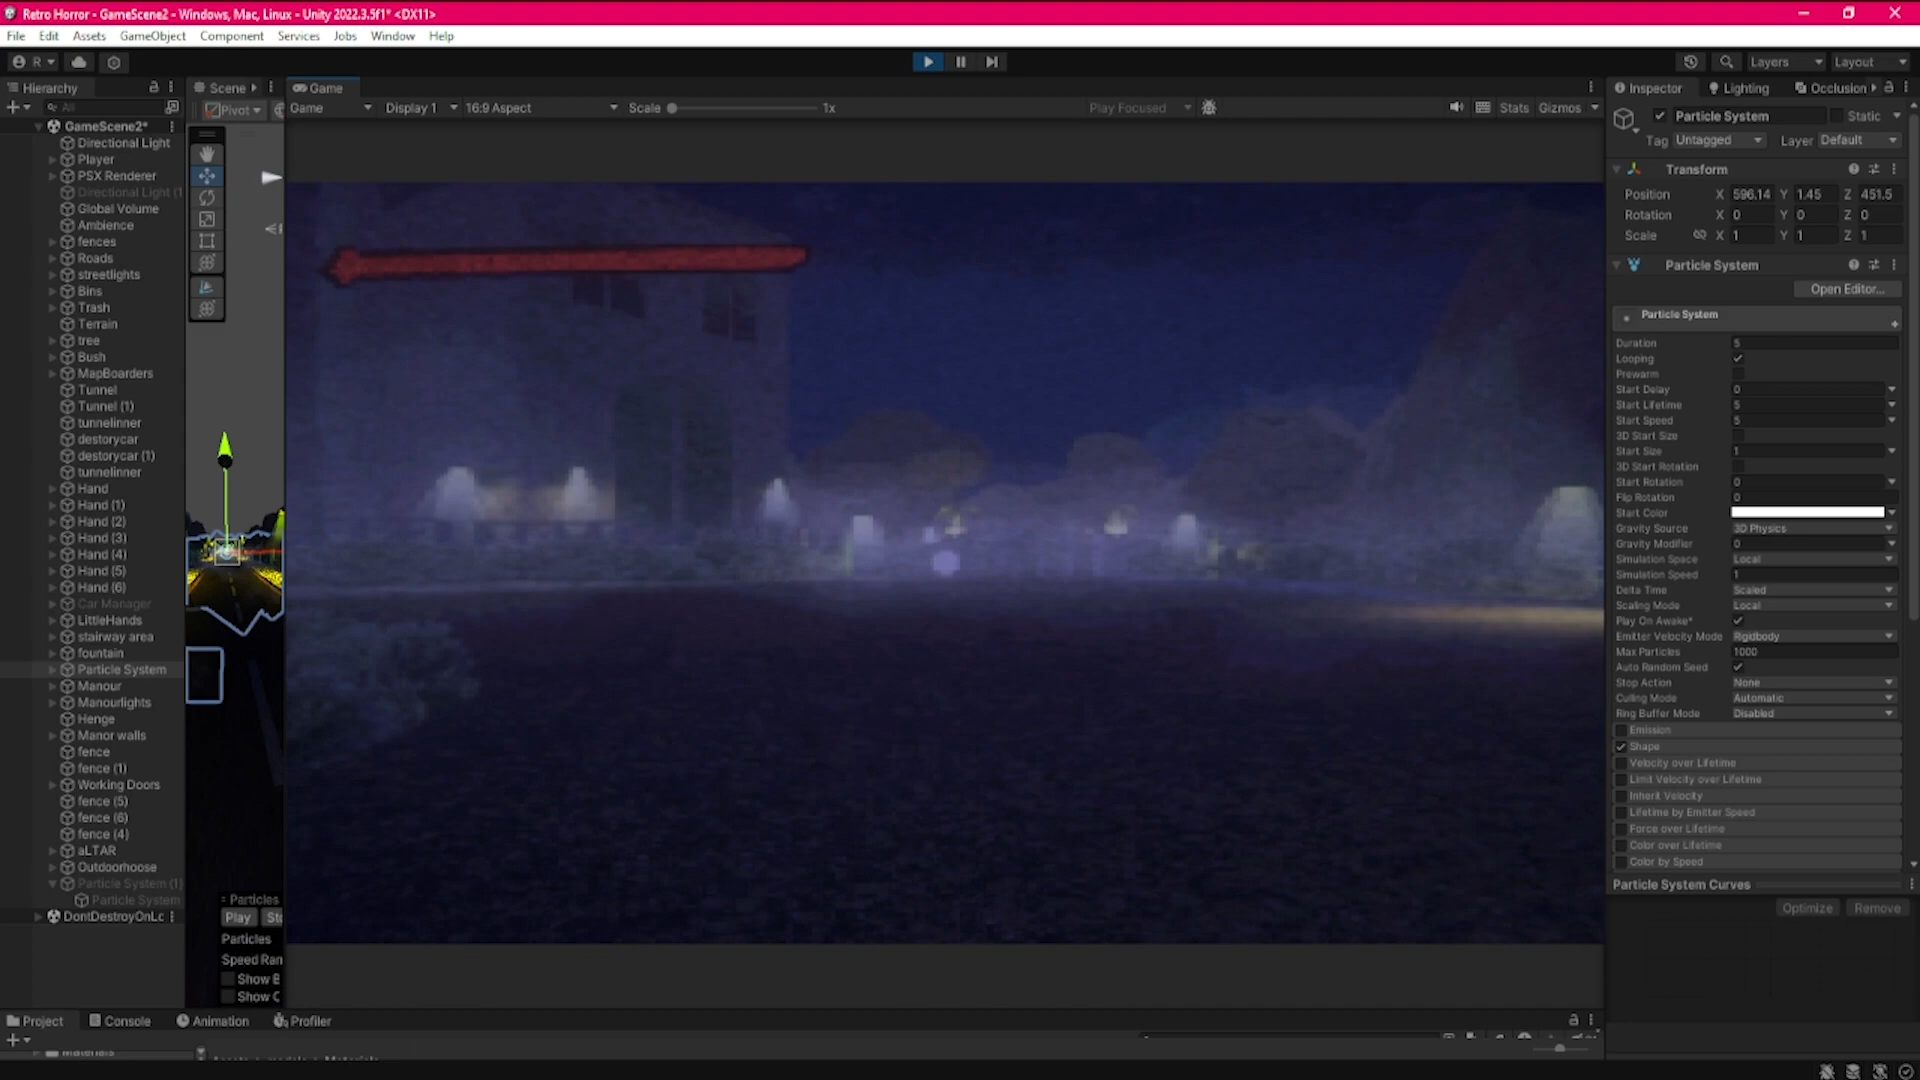 Retro Horror - GameScene2 - Windows, Mac, Linux - Unity 2022.3.5f1* <DX11>
File Edit Assets GameObject Component Services Jobs Window Help
R Layers Layout
Hierarchy Scene Game Inspector Lighting Occlusion
All Pivot Game Display 1 16:9 Aspect Scale 1x Play Focused Stats Gizmos
GameScene2*
Directional Light
Player
PSX Renderer
Directional Light (1
Global Volume
Ambience
fences
Roads
streetlights
Bins
Trash
Terrain
tree
Bush
MapBoarders
Tunnel
Tunnel (1)
tunnelinner
destorycar
destorycar (1)
tunnelinner
Hand
Hand (1)
Hand (2)
Hand (3)
Hand (4)
Hand (5)
Hand (6)
Car Manager
LittleHands
stairway area
fountain
Particle System
Manour
Manourlights
Henge
Manor walls
fence
fence (1)
Working Doors
fence (5)
fence (6)
fence (4)
aLTAR
Outdoorhoose
Particle System (1)
Particle System
DontDestroyOnLc
Particles
Play Stc
Particles
Speed Ran
Show B
Show C
Particle System Static
Tag Untagged Layer Default
Transform
Position X 596.14 Y 1.45 Z 451.5
Rotation X 0 Y 0 Z 0
Scale X 1 Y 1 Z 1
Particle System
Open Editor...
Particle System
Duration 5
Looping
Prewarm
Start Delay 0
Start Lifetime 5
Start Speed 5
3D Start Size
Start Size 1
3D Start Rotation
Start Rotation 0
Flip Rotation 0
Start Color
Gravity Source 3D Physics
Gravity Modifier 0
Simulation Space Local
Simulation Speed 1
Delta Time Scaled
Scaling Mode Local
Play On Awake*
Emitter Velocity Mode Rigidbody
Max Particles 1000
Auto Random Seed
Stop Action None
Culling Mode Automatic
Ring Buffer Mode Disabled
Emission
Shape
Velocity over Lifetime
Limit Velocity over Lifetime
Inherit Velocity
Lifetime by Emitter Speed
Force over Lifetime
Color over Lifetime
Color by Speed
Particle System Curves
Optimize Remove
Project Console Animation Profiler
Materials